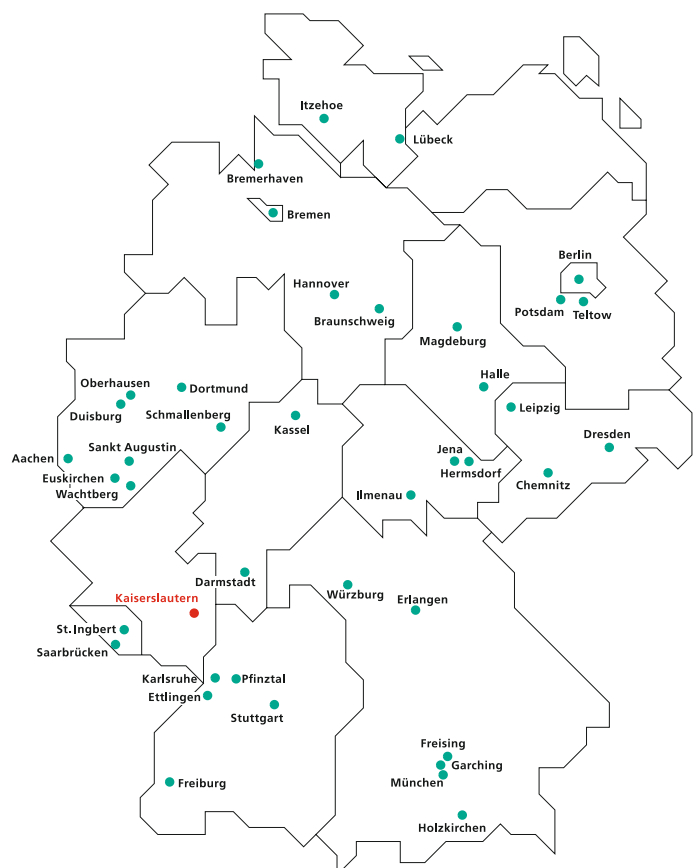 Itzehoe
Lübeck
Bremerhaven
Bremen
Berlin
Hannover
Potsdam
Teltow
Braunschweig
Magdeburg
Oberhausen
Dortmund
Halle
Duisburg
Leipzig
Schmallenberg
Kassel
Dresden
Sankt Augustin
Jena
Aachen
Hermsdorf
Euskirchen
Chemnitz
Wachtberg
Ilmenau
Darmstadt
Würzburg
Kaiserslautern
Erlangen
St. Ingbert
Saarbrücken
Karlsruhe
Pfinztal
Ettlingen
Stuttgart
Freising
Garching
München
Freiburg
Holzkirchen